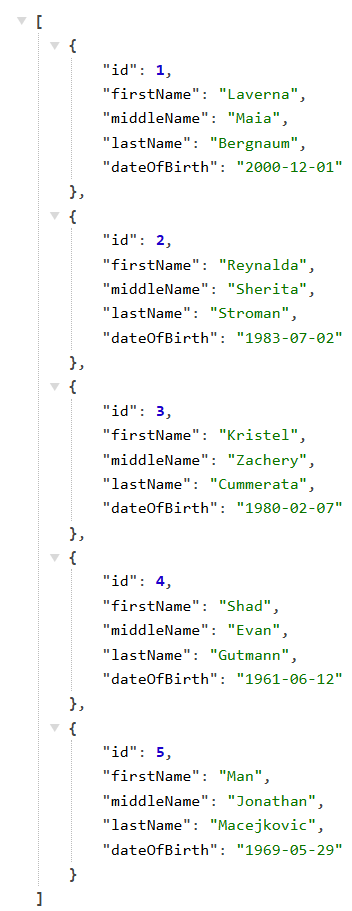 [
{
"id": 1,
"firstName": "Laverna",
"middleName": "Maia",
"lastName": "Bergnaum",
"dateOfBirth": "2000-12-01"
},
{
"id": 2,
"firstName": "Reynalda",
"middleName": "Sherita",
"lastName": "Stroman",
"dateOfBirth": "1983-07-02"
},
{
"id": 3,
"firstName": "Kristel",
"middleName": "Zachery",
"lastName": "Cummerata",
"dateOfBirth": "1980-02-07"
},
{
"id": 4,
"firstName": "Shad",
"middleName": "Evan",
"lastName": "Gutmann",
"dateOfBirth": "1961-06-12"
},
{
"id": 5,
"firstName": "Man",
"middleName": "Jonathan",
"lastName": "Macejkovic",
"dateOfBirth": "1969-05-29"
}
]